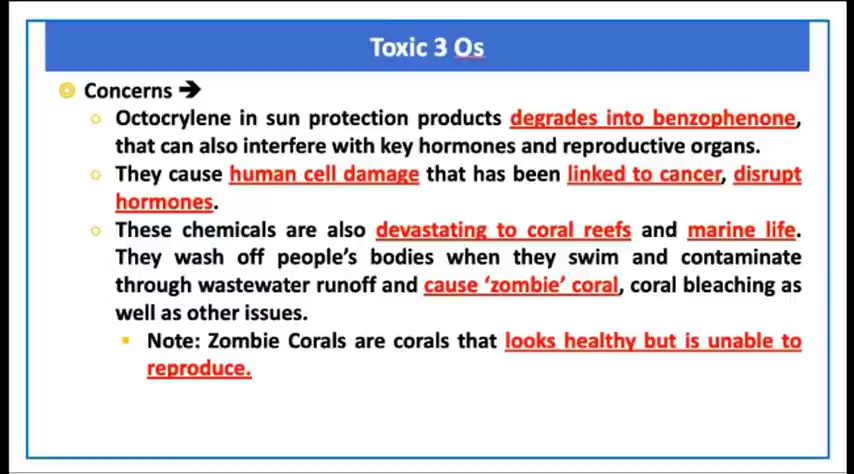 Toxic 3 Os
Concerns ➔
Octocrylene in sun protection products degrades into benzophenone,
that can also interfere with key hormones and reproductive organs.
They cause human cell damage that has been linked to cancer, disrupt
hormones.
These chemicals are also devastating to coral reefs and marine life.
They wash off people's bodies when they swim and contaminate
through wastewater runoff and cause 'zombie' coral, coral bleaching as
well as other issues.
Note: Zombie Corals are corals that looks healthy but is unable to
reproduce.